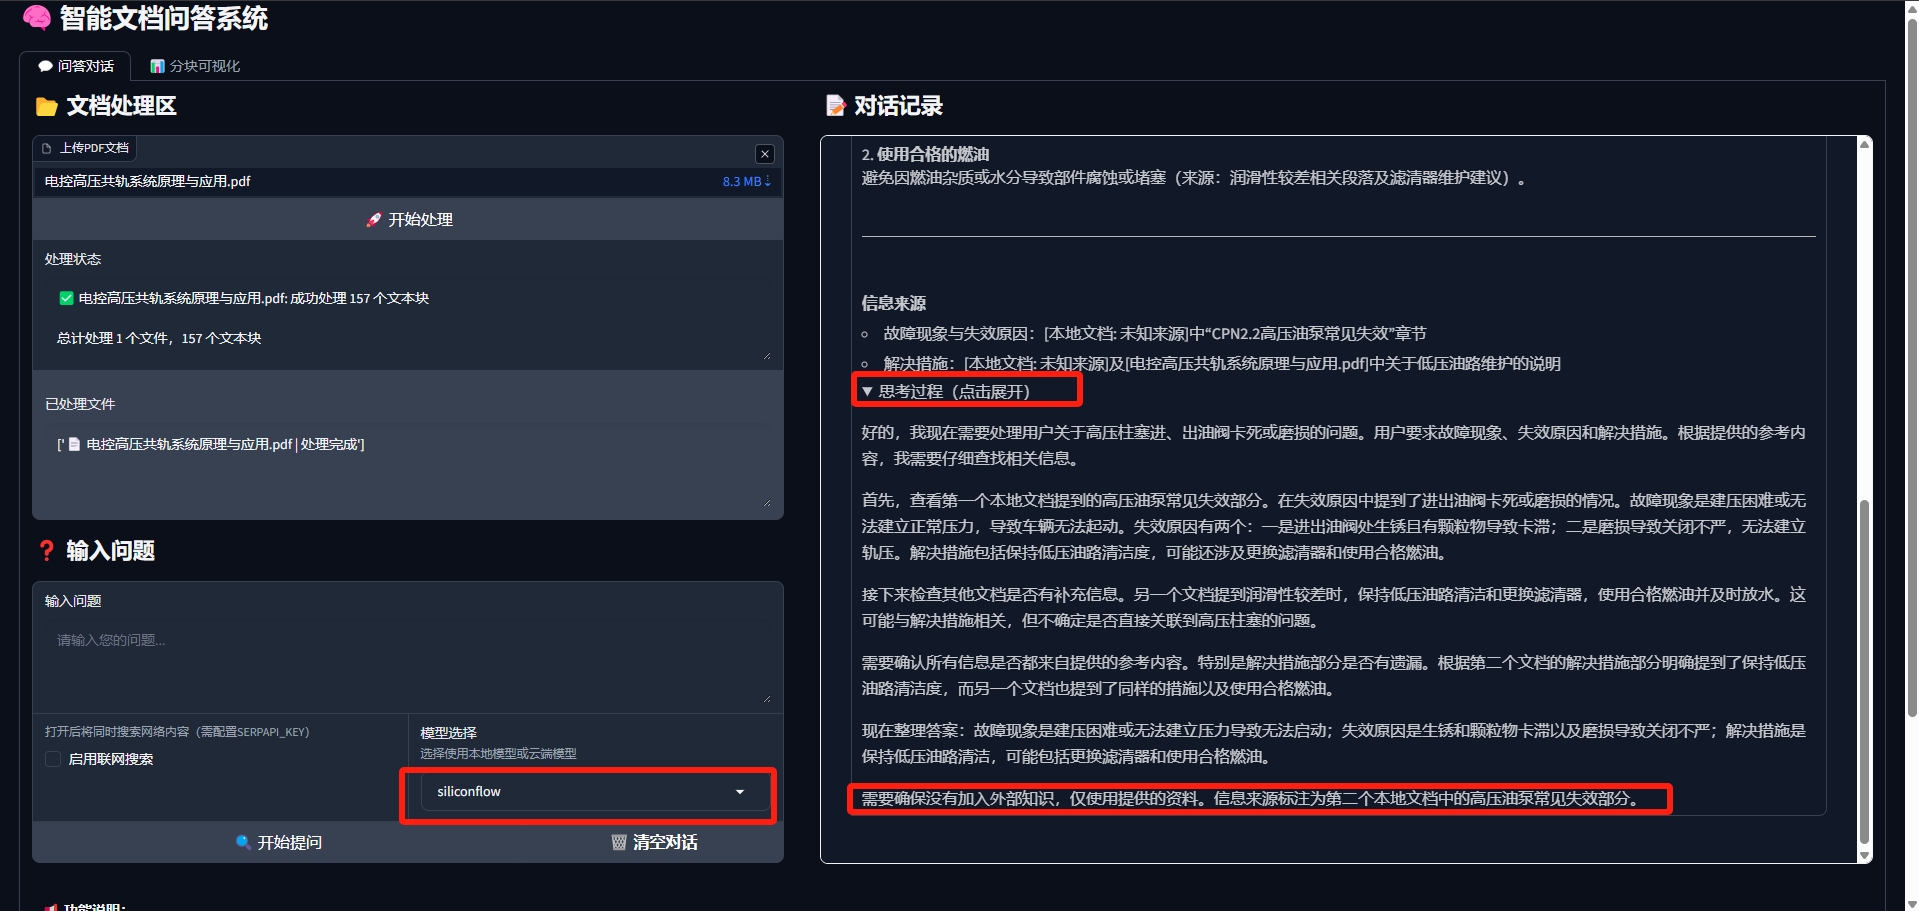 智能文档问答系统
问答对话
分块可视化
文档处理区
上传PDF文档
电控高压共轨系统原理与应用.pdf
8.3 MB↓
开始处理
处理状态
电控高压共轨系统原理与应用.pdf: 成功处理 157 个文本块
总计处理 1 个文件，157 个文本块
已处理文件
['📄 电控高压共轨系统原理与应用.pdf | 处理完成']
输入问题
输入问题
请输入您的问题...
打开后将同时搜索网络内容（需配置SERPAPI_KEY）
启用联网搜索
模型选择
选择使用本地模型或云端模型
siliconflow
开始提问
清空对话
对话记录
2. 使用合格的燃油
避免因燃油杂质或水分导致部件腐蚀或堵塞（来源：润滑性较差相关段落及滤清器维护建议）。
信息来源
故障现象与失效原因：[本地文档: 未知来源]中“CPN2.2高压油泵常见失效”章节
解决措施：[本地文档: 未知来源]及[电控高压共轨系统原理与应用.pdf]中关于低压油路维护的说明
▼ 思考过程（点击展开）
好的，我现在需要处理用户关于高压柱塞进、出油阀卡死或磨损的问题。用户要求故障现象、失效原因和解决措施。根据提供的参考内
容，我需要仔细查找相关信息。
首先，查看第一个本地文档提到的高压油泵常见失效部分。在失效原因中提到了进出油阀卡死或磨损的情况。故障现象是建压困难或无
法建立正常压力，导致车辆无法起动。失效原因有两个：一是进出油阀处生锈且有颗粒物导致卡滞；二是磨损导致关闭不严，无法建立
轨压。解决措施包括保持低压油路清洁度，可能还涉及更换滤清器和使用合格燃油。
接下来检查其他文档是否有补充信息。另一个文档提到润滑性较差时，保持低压油路清洁和更换滤清器，使用合格燃油并及时放水。这
可能与解决措施相关，但不确定是否直接关联到高压柱塞的问题。
需要确认所有信息是否都来自提供的参考内容。特别是解决措施部分是否有遗漏。根据第二个文档的解决措施部分明确提到了保持低压
油路清洁度，而另一个文档也提到了同样的措施以及使用合格燃油。
现在整理答案：故障现象是建压困难或无法建立压力导致无法启动；失效原因是生锈和颗粒物卡滞以及磨损导致关闭不严；解决措施是
保持低压油路清洁，可能包括更换滤清器和使用合格燃油。
需要确保没有加入外部知识，仅使用提供的资料。信息来源标注为第二个本地文档中的高压油泵常见失效部分。
功能说明：